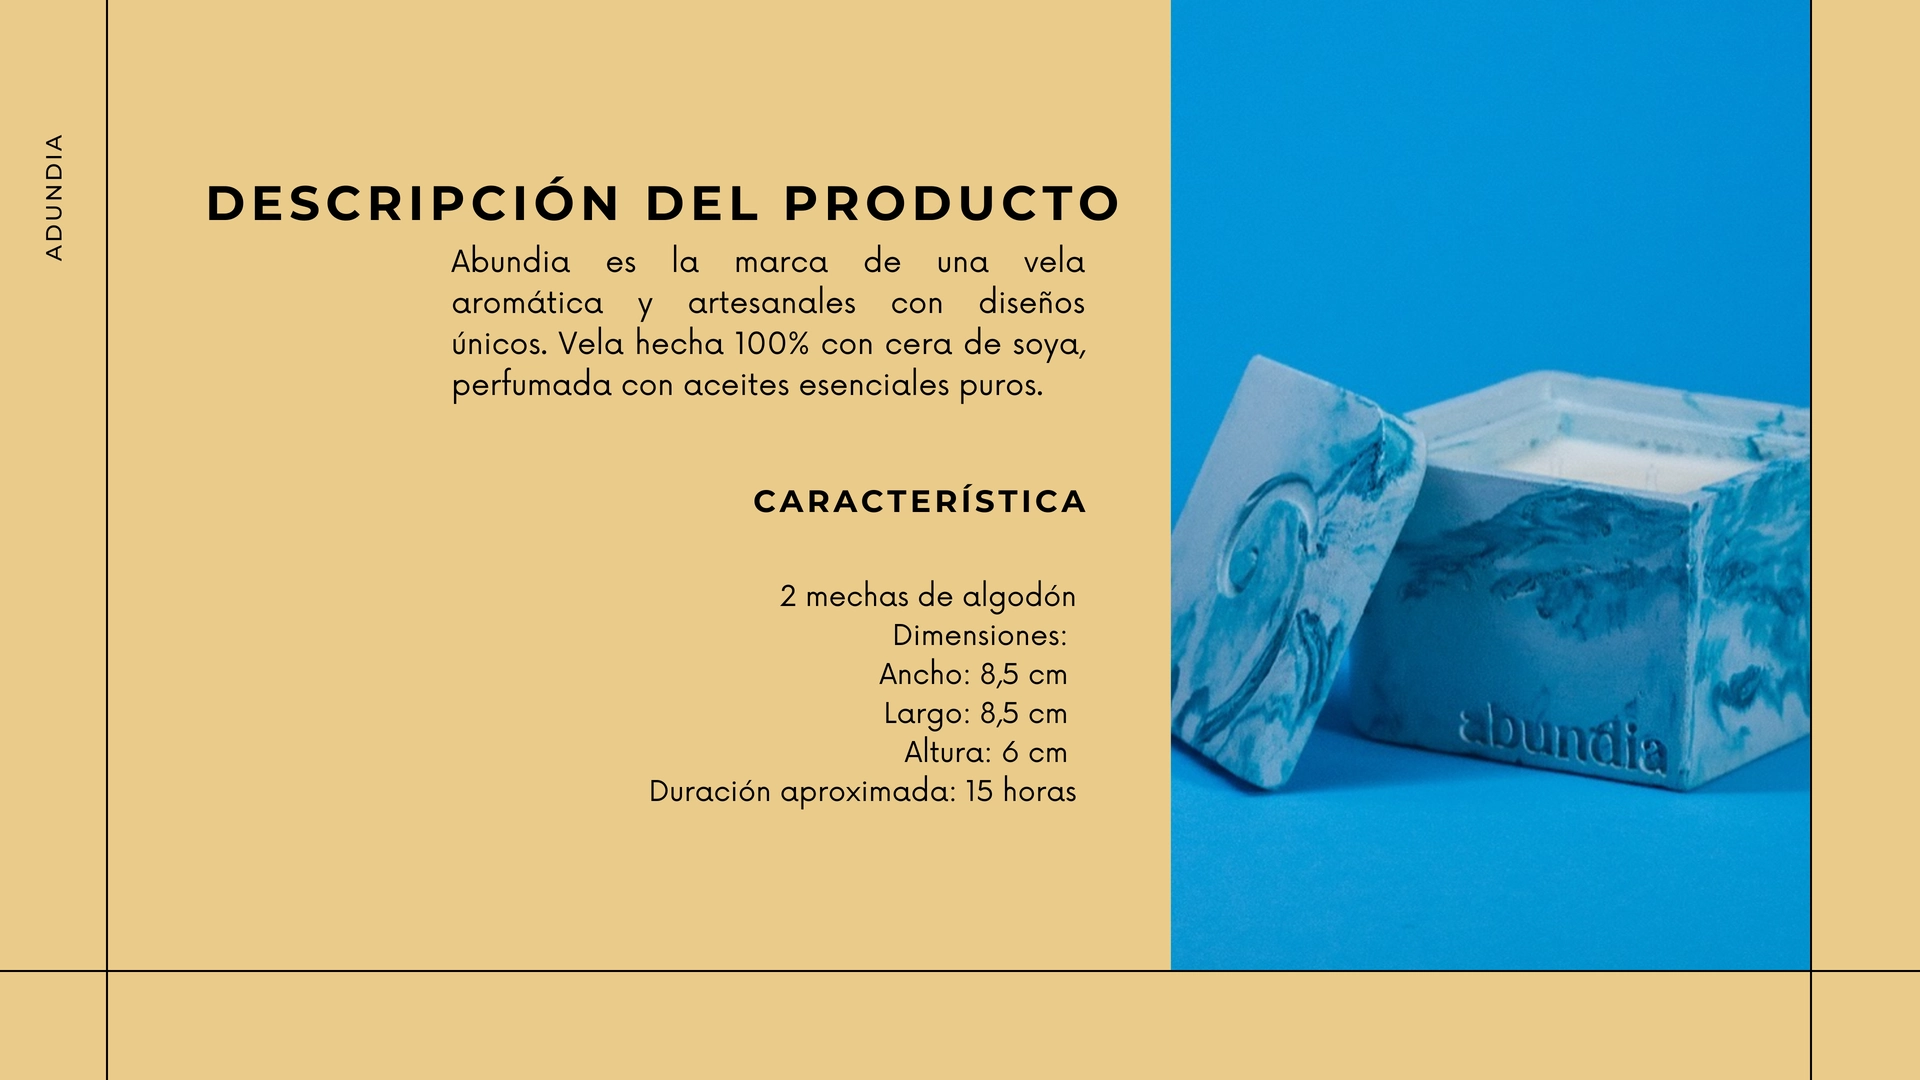 ADUNDIA
DESCRIPCIÓN DEL PRODUCTO
Abundia es la marca de una vela
aromática y artesanales con diseños
únicos. Vela hecha 100% con cera de soya,
perfumada con aceites esenciales puros.
CARACTERÍSTICA
2 mechas de algodón
Dimensiones:
Ancho: 8,5 cm
Largo: 8,5 cm
Altura: 6 cm
Duración aproximada: 15 horas
abundia